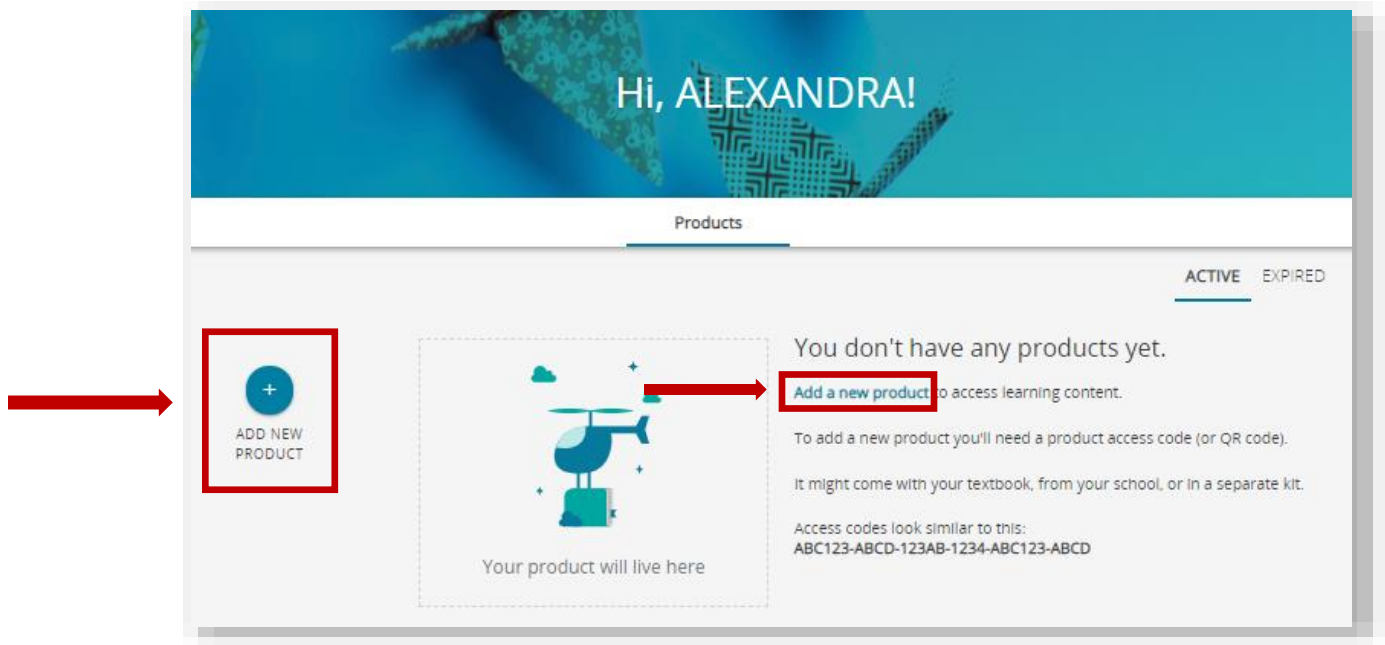 Hi, ALEXANDRA!
Products
ACTIVE EXPIRED
+
ADD NEW
PRODUCT
Your product will live here
You don't have any products yet.
Add a new product to access learning content.
To add a new product you'll need a product access code (or QR code).
It might come with your textbook, from your school, or in a separate kit.
Access codes look similar to this:
ABC123-ABCD-123AB-1234-ABC123-ABCD